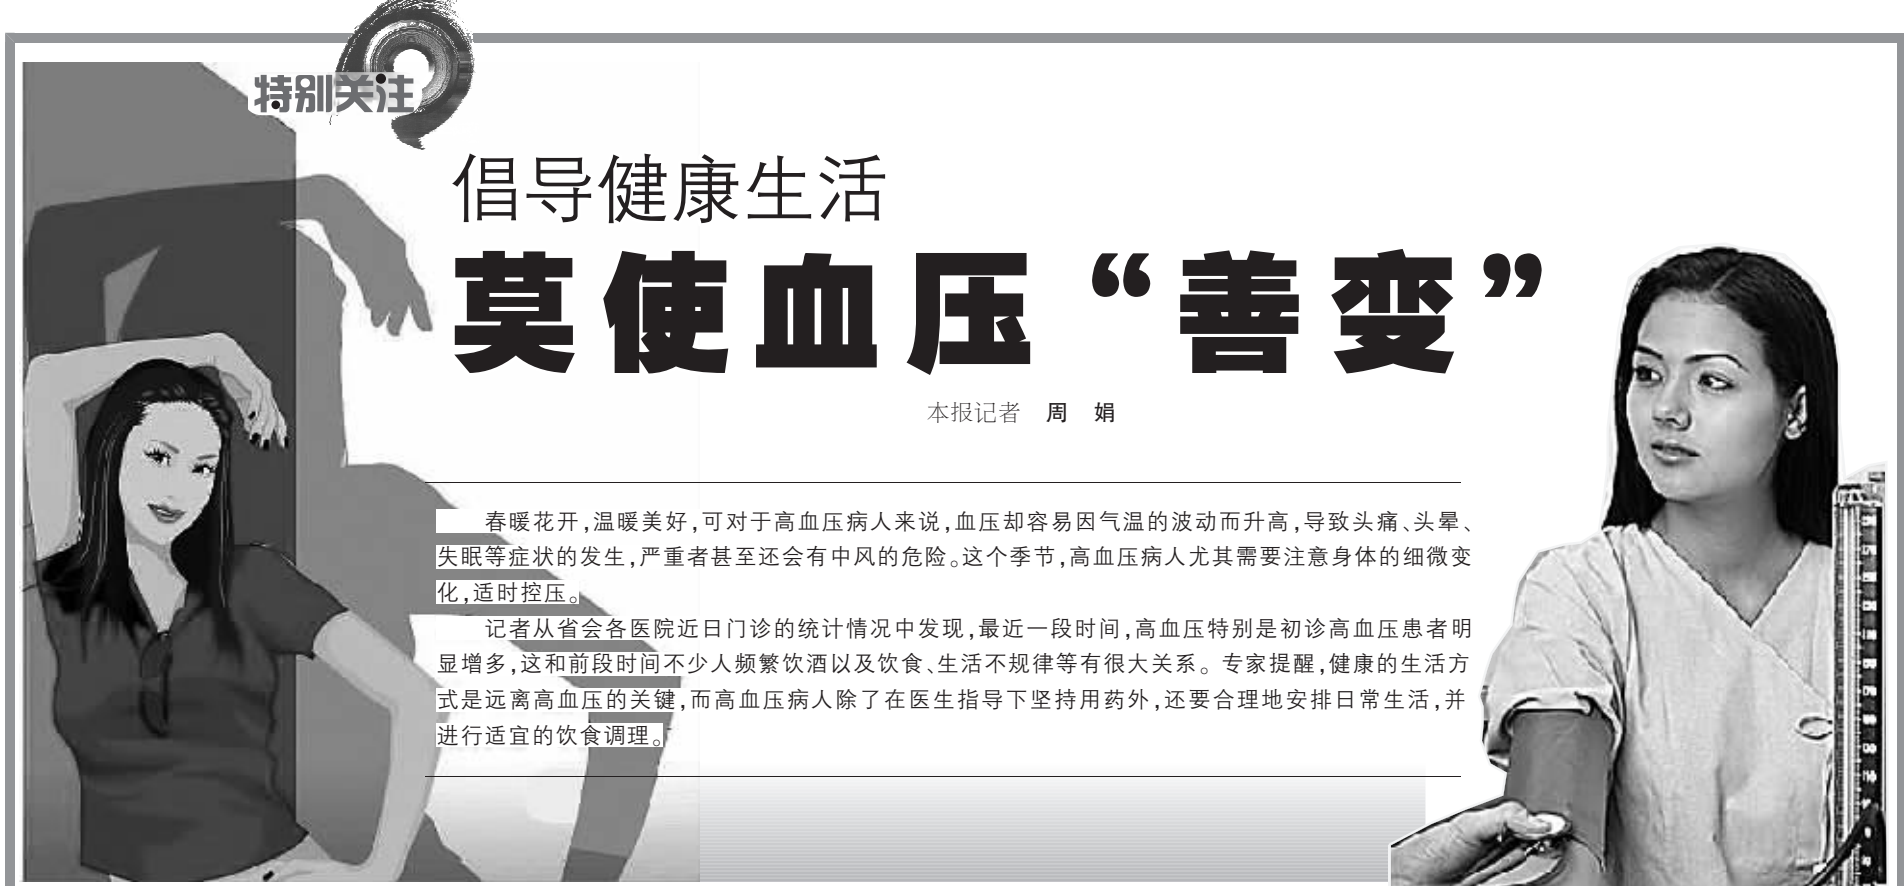 特别关注
倡导健康生活
莫使血压“善变”
本报记者 周 娟
春暖花开,温暖美好,可对于高血压病人来说,血压却容易因气温的波动而升高,导致头痛、头晕、
失眠等症状的发生,严重者甚至还会有中风的危险。这个季节,高血压病人尤其需要注意身体的细微变
化,适时控压。
记者从省会各医院近日门诊的统计情况中发现,最近一段时间,高血压特别是初诊高血压患者明
显增多,这和前段时间不少人频繁饮酒以及饮食、生活不规律等有很大关系。专家提醒,健康的生活方
式是远离高血压的关键,而高血压病人除了在医生指导下坚持用药外,还要合理地安排日常生活,并
进行适宜的饮食调理。